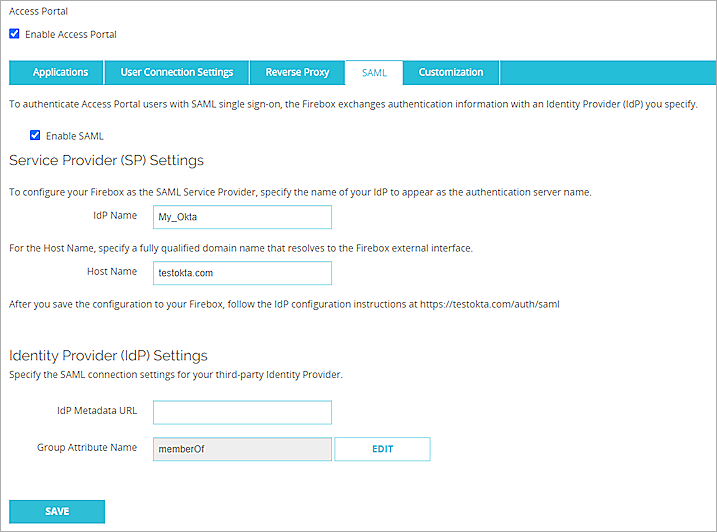 Access Portal
Enable Access Portal
Applications User Connection Settings Reverse Proxy SAML Customization
To authenticate Access Portal users with SAML single sign-on, the Firebox exchanges authentication information with an Identity Provider (IdP) you specify.
Enable SAML
Service Provider (SP) Settings
To configure your Firebox as the SAML Service Provider, specify the name of your IdP to appear as the authentication server name.
IdP Name My_Okta
For the Host Name, specify a fully qualified domain name that resolves to the Firebox external interface.
Host Name testokta.com
After you save the configuration to your Firebox, follow the IdP configuration instructions at https://testokta.com/auth/saml
Identity Provider (IdP) Settings
Specify the SAML connection settings for your third-party Identity Provider.
IdP Metadata URL
Group Attribute Name memberOf EDIT
SAVE